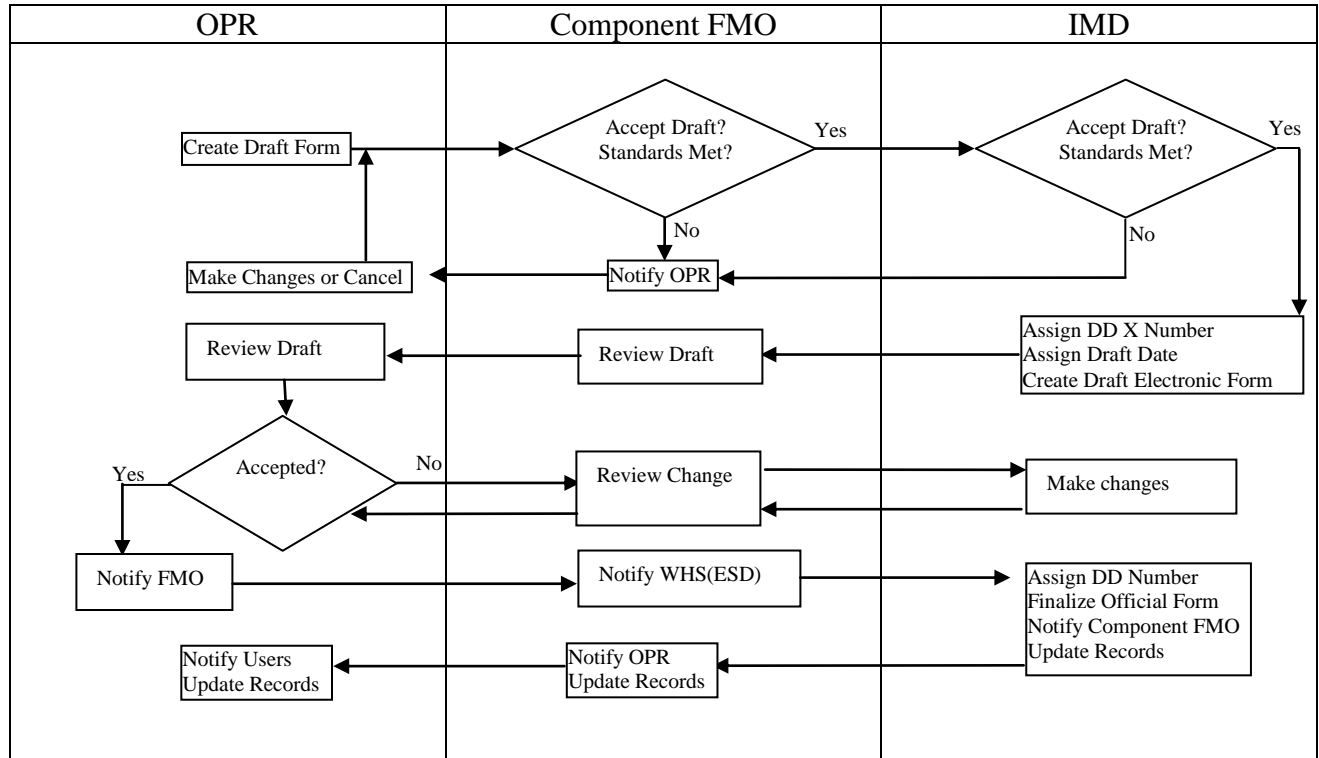 OPR
Component FMO
IMD
Create Draft Form
Accept Draft?
Standards Met?
Yes
Accept Draft?
Standards Met?
Yes
No
No
Make Changes or Cancel
Notify OPR
Review Draft
Review Draft
Assign DD X Number
Assign Draft Date
Create Draft Electronic Form
Yes
Accepted?
No
Review Change
Make changes
Notify FMO
Notify WHS(ESD)
Assign DD Number
Finalize Official Form
Notify Component FMO
Update Records
Notify Users
Update Records
Notify OPR
Update Records